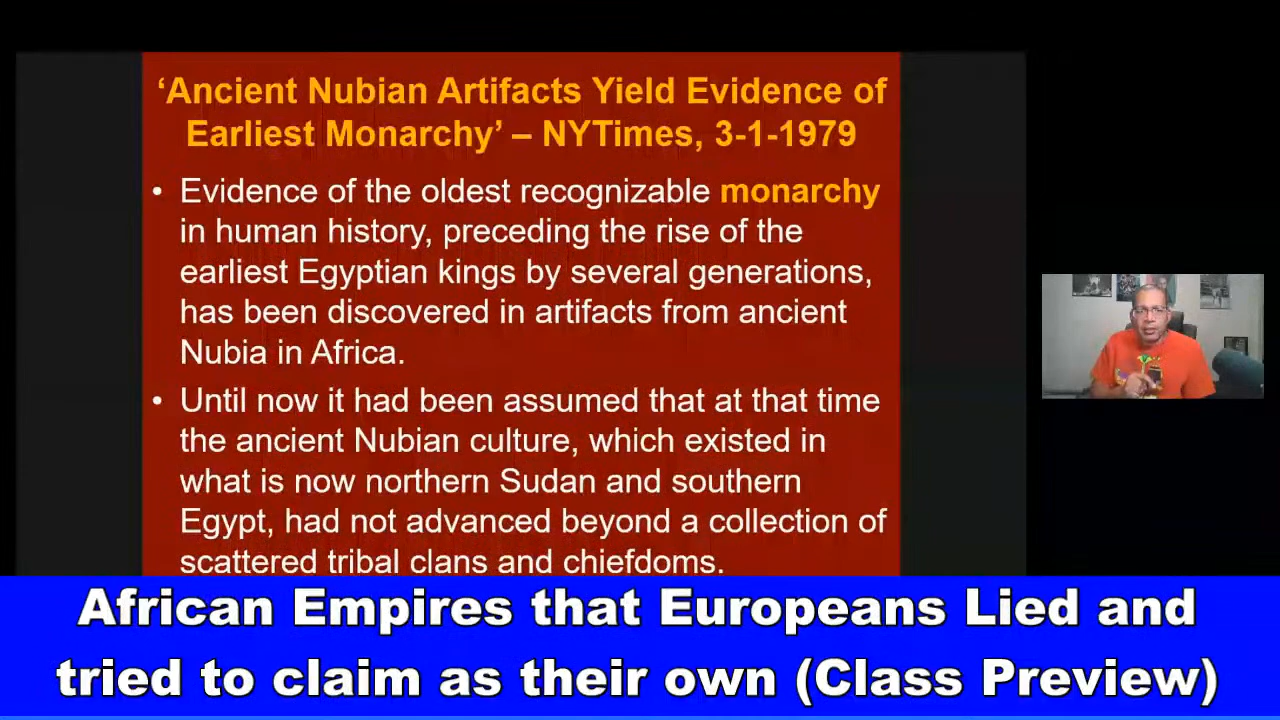 ‘Ancient Nubian Artifacts Yield Evidence of
Earliest Monarchy’ – NYTimes, 3-1-1979
• Evidence of the oldest recognizable monarchy
in human history, preceding the rise of the
earliest Egyptian kings by several generations,
has been discovered in artifacts from ancient
Nubia in Africa.
• Until now it had been assumed that at that time
the ancient Nubian culture, which existed in
what is now northern Sudan and southern
Egypt, had not advanced beyond a collection of
scattered tribal clans and chiefdoms.
African Empires that Europeans Lied and
tried to claim as their own (Class Preview)